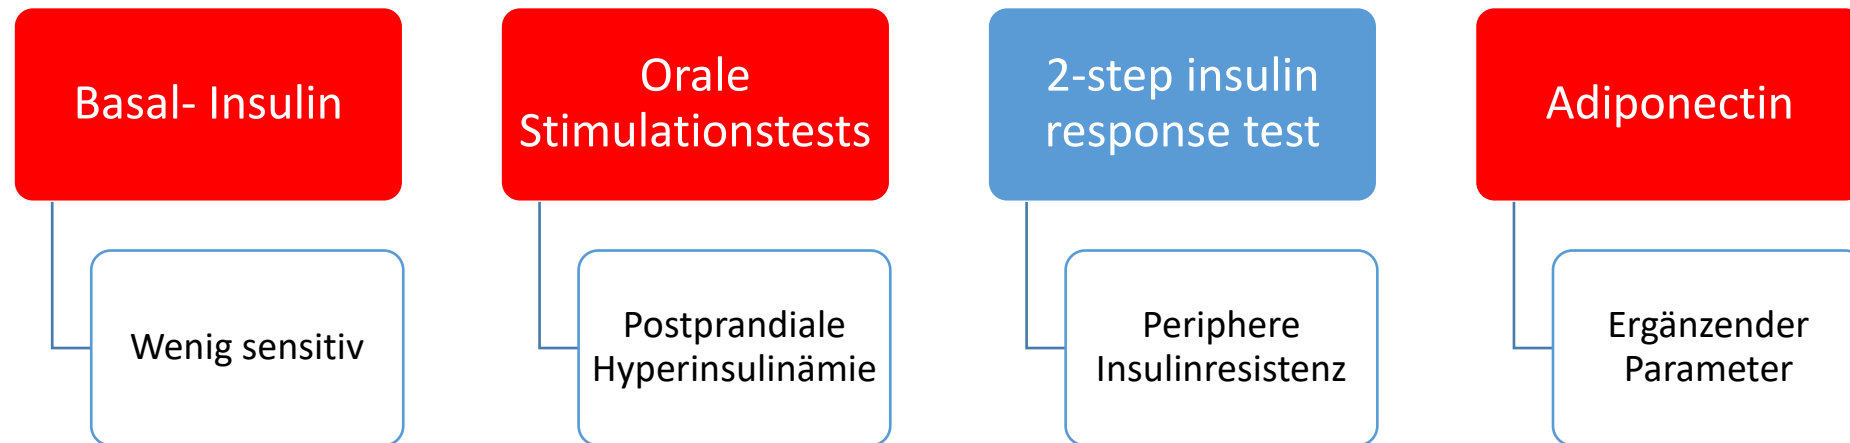 Basal- Insulin
Wenig sensitiv
Orale
Stimulationstests
Postprandiale
Hyperinsulinämie
2-step insulin
response test
Periphere
Insulinresistenz
Adiponectin
Ergänzender
Parameter